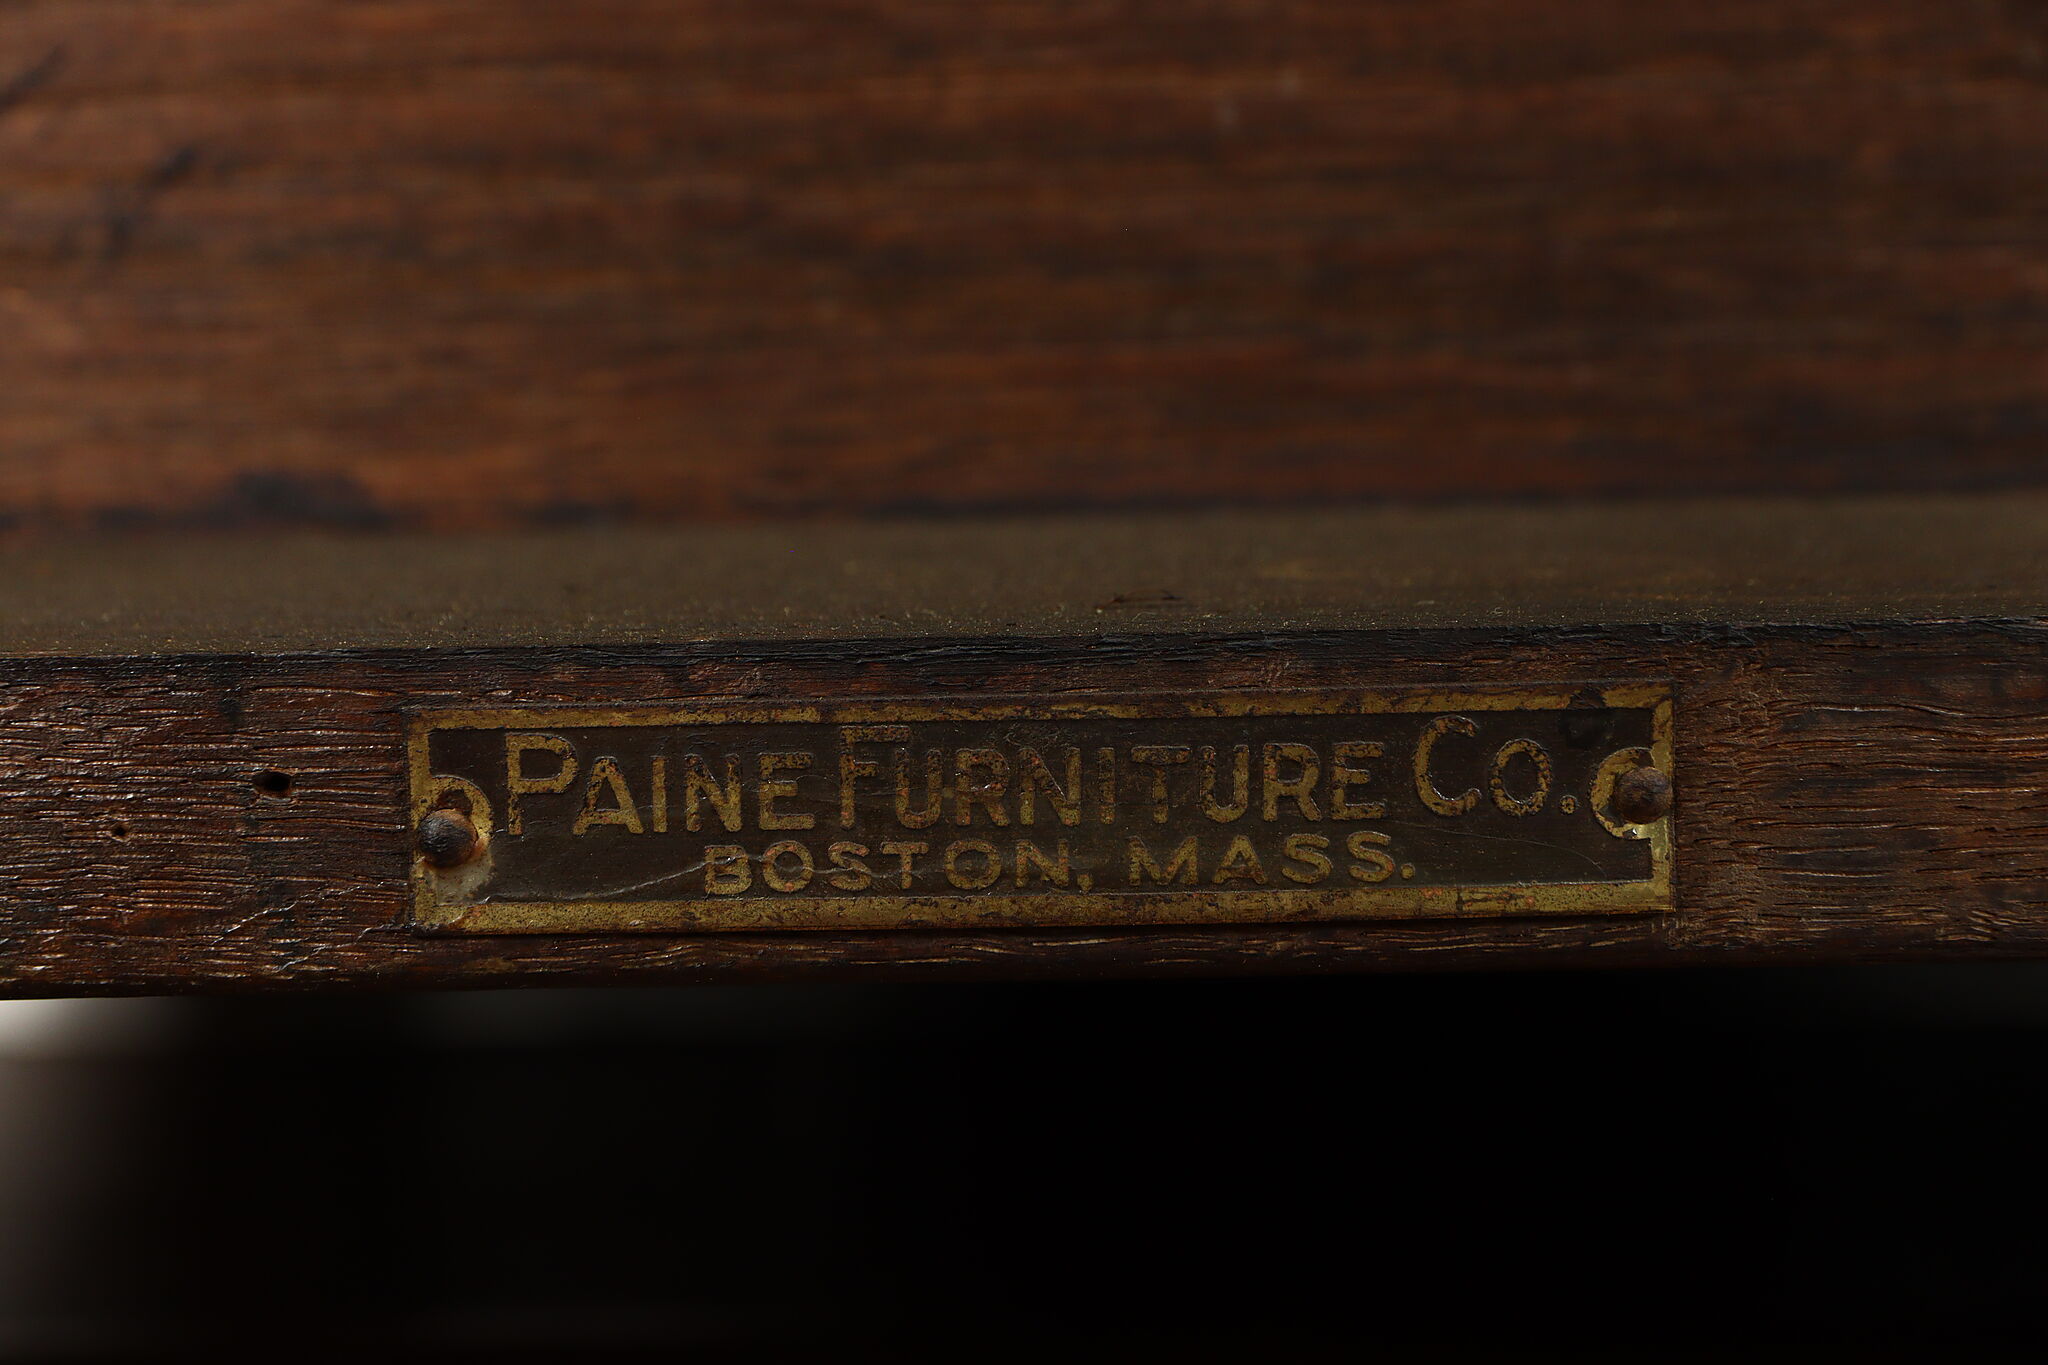 PAINE FURNITURE CO.
BOSTON, MASS.